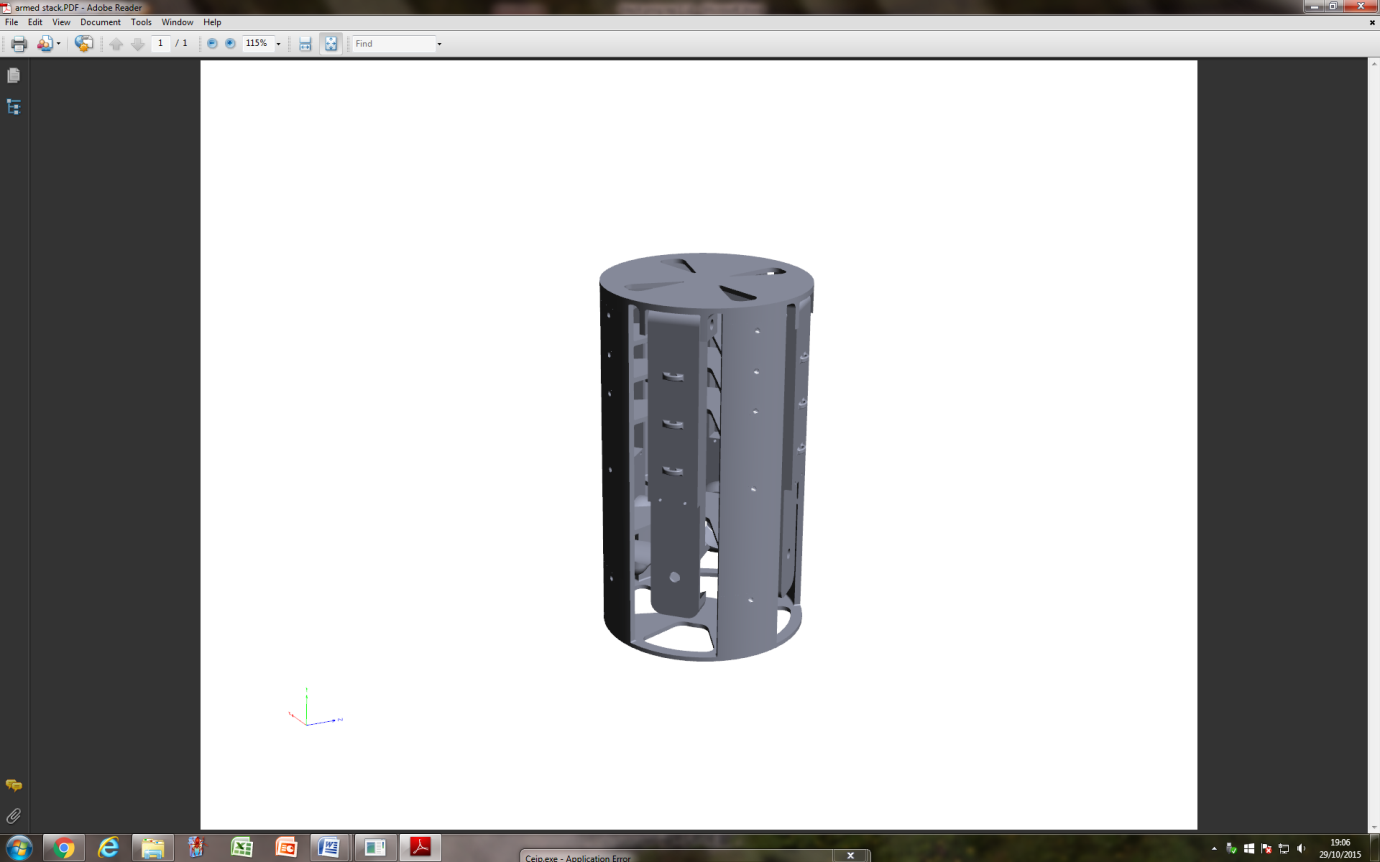 armed stack.PDF - Adobe Reader
File Edit View Document Tools Window Help
1 / 1 115% Find
Ceip.exe - Application Error
19:06
29/10/2015